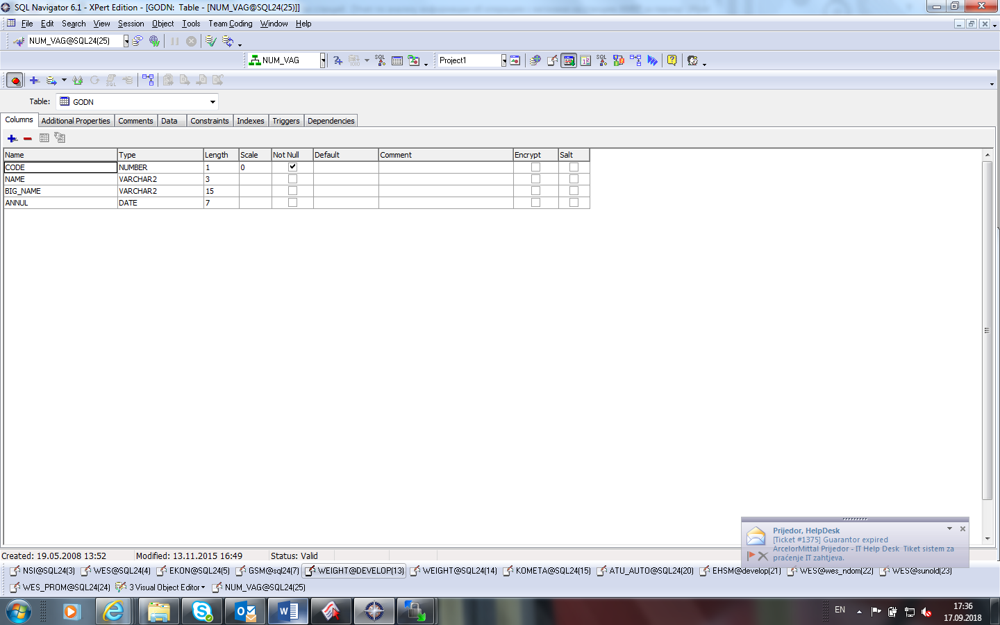 SQL Navigator 6.1 - XPert Edition - [GODN: Table - [NUM_VAG@SQL24(25)]]
File Edit Search View Session Object Tools Team Coding Window Help
NUM_VAG@SQL24(25)
NUM_VAG Project1
Table: GODN
Columns Additional Properties Comments Data Constraints Indexes Triggers Dependencies
Name Type Length Scale Not Null Default Comment Encrypt Salt
CODE NUMBER 1 0
NAME VARCHAR2 3
BIG_NAME VARCHAR2 15
ANNUL DATE 7
Prijedor, HelpDesk
[Ticket #1375] Guarantor expired
ArcelorMittal Prijedor - IT Help Desk Tiket sistem za
praćenje IT zahtjeva.
Created: 19.05.2008 13:52 Modified: 13.11.2015 16:49 Status: Valid
NSI@SQL24(3) WES@SQL24(4) EKON@SQL24(5) GSM@sql24(7) WEIGHT@DEVELOP(13) WEIGHT@SQL24(14) KOMETA@SQL24(15) ATU_AUTO@SQL24(20) EHSM@develop(21) WES@wes_ndom(22) WES@sunold(23)
WES_PROM@SQL24(24) 3 Visual Object Editor NUM_VAG@SQL24(25)
EN
17:36
17.09.2018